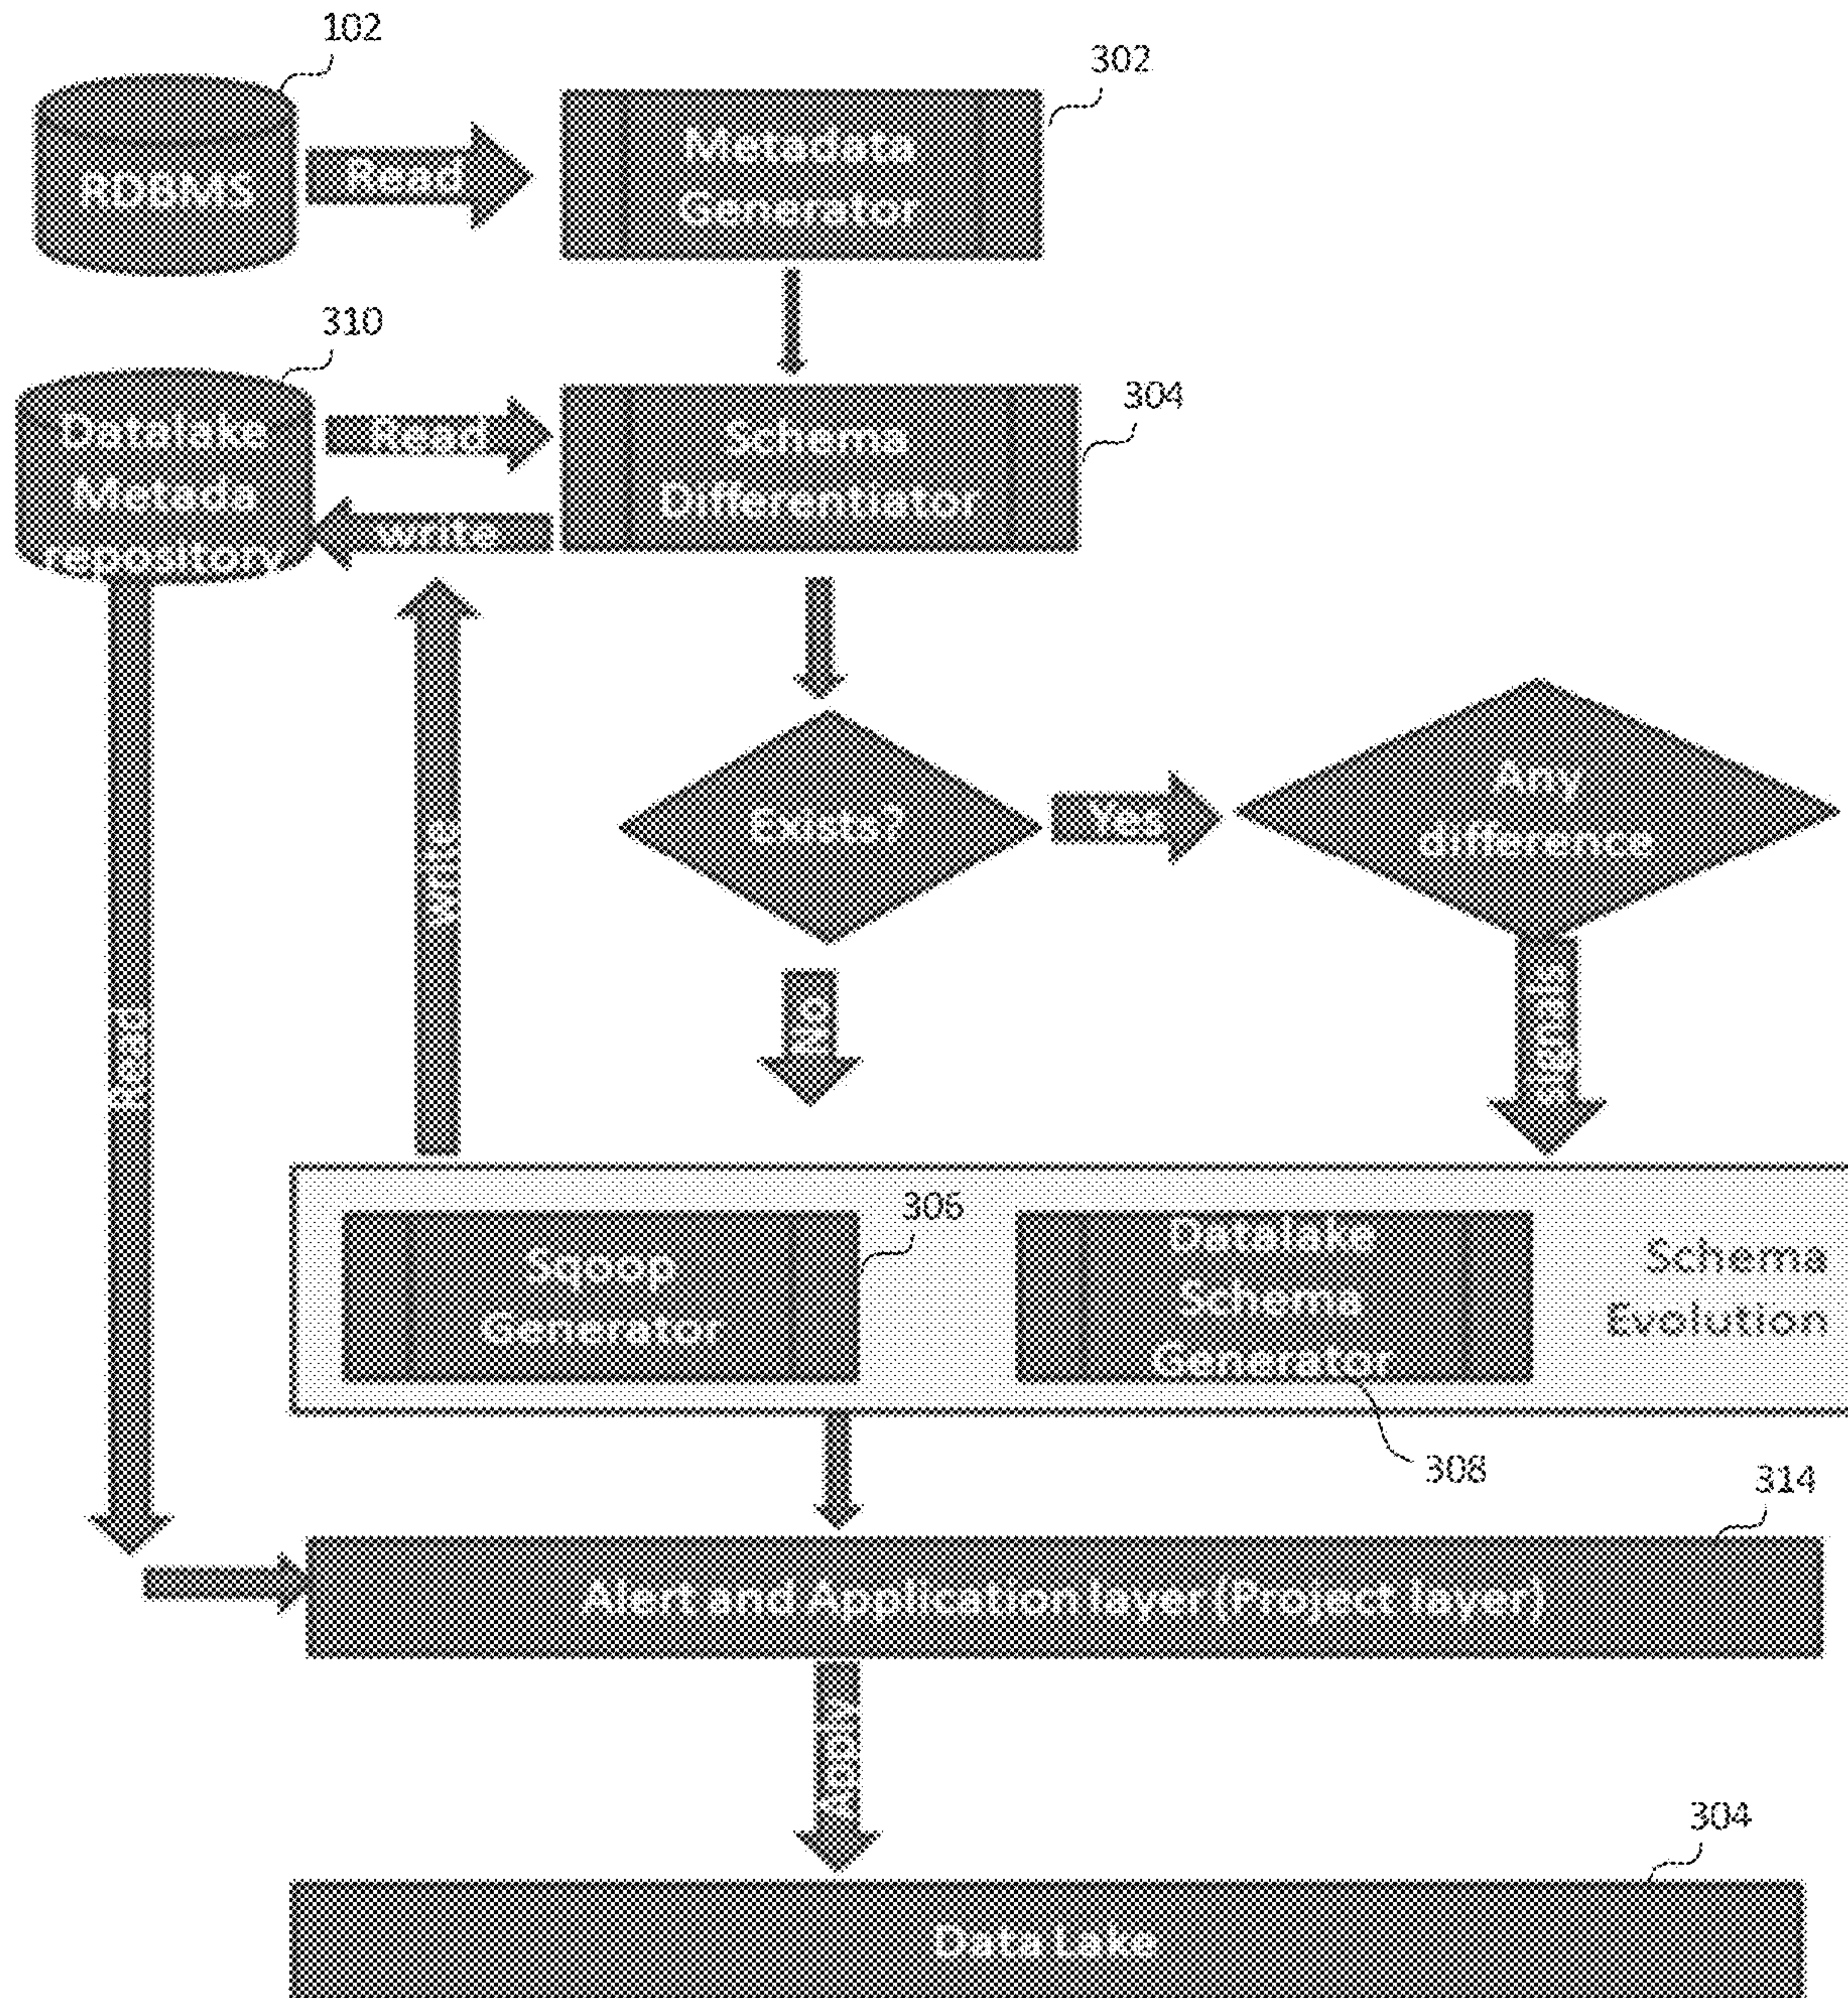 102
302
RDBMS
Read
Metadata
Generator
310
304
Datalake
Metada
repository
Read
write
Schema
Differentiator
Exists?
Yes
Any
difference
No
write
Read
306
Sqoop
Generator
Datalake
Schema
Generator
Schema
Evolution
308
314
Alert and Application layer(Project layer)
304
Data Lake